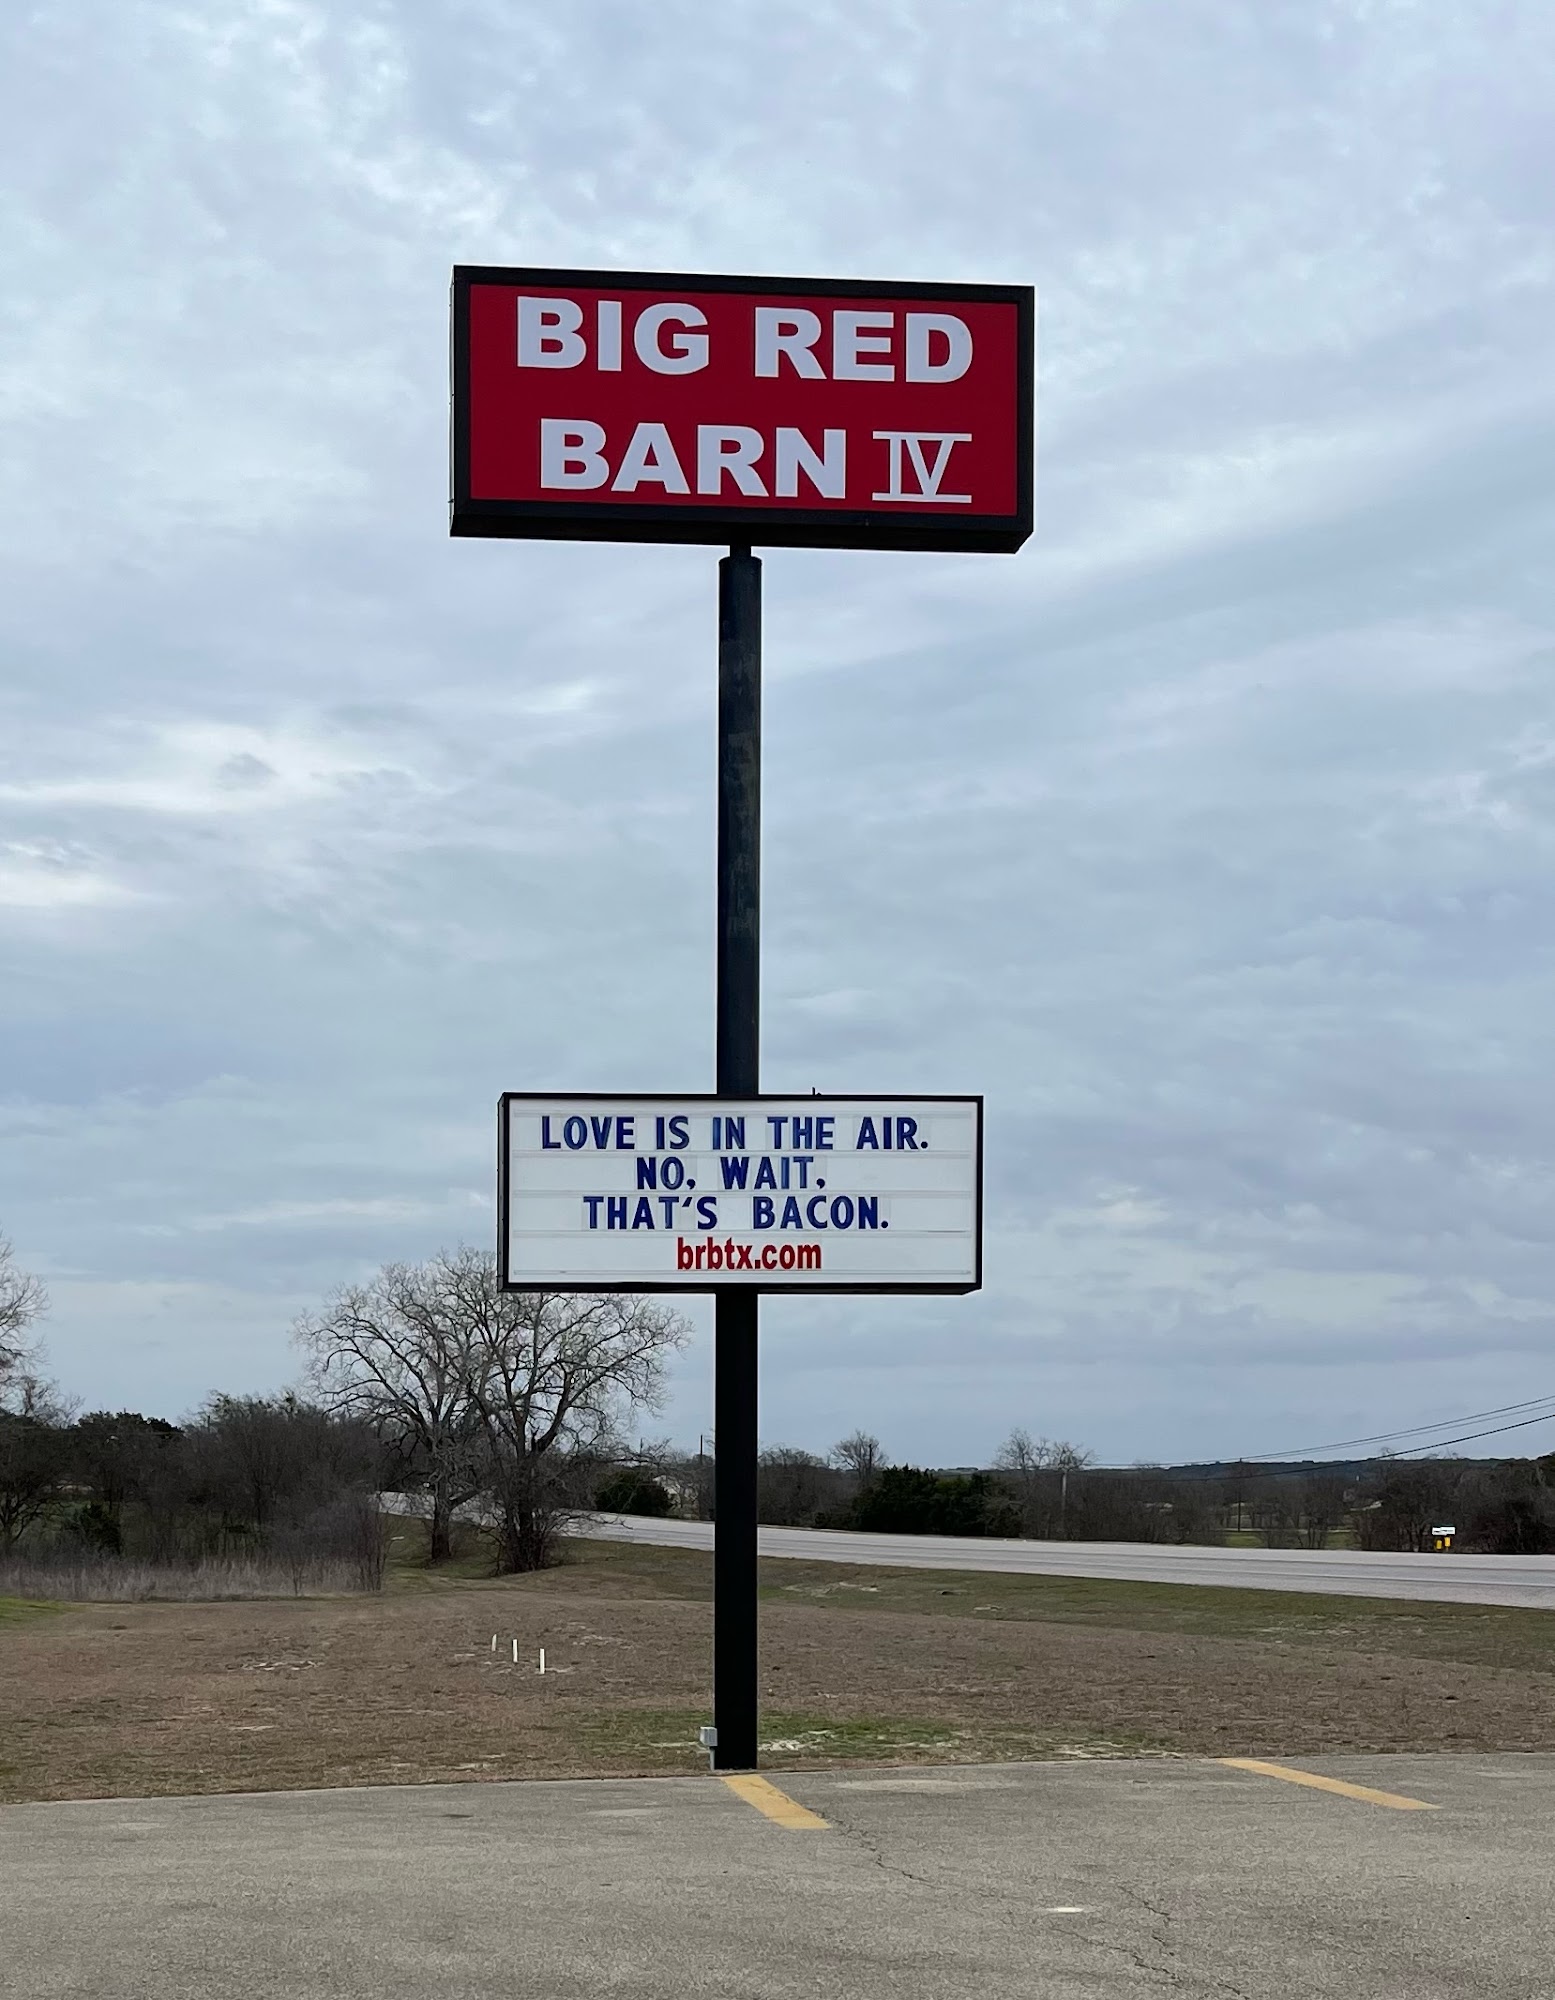 BIG RED
BARN IV
LOVE IS IN THE AIR.
NO, WAIT,
THAT'S BACON.
brbtx.com